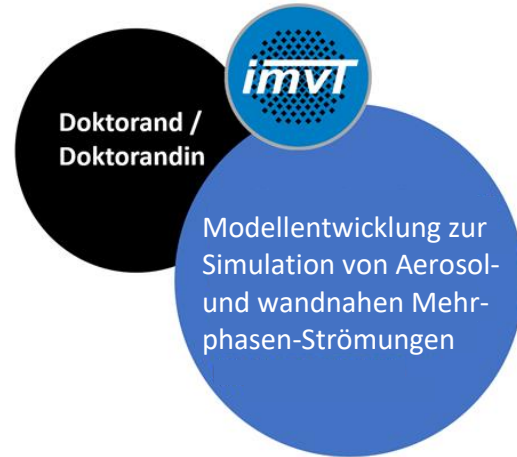 imvT
Doktorand /
Doktorandin
Modellentwicklung zur
Simulation von Aerosol-
und wandnahen Mehr-
phasen-Strömungen